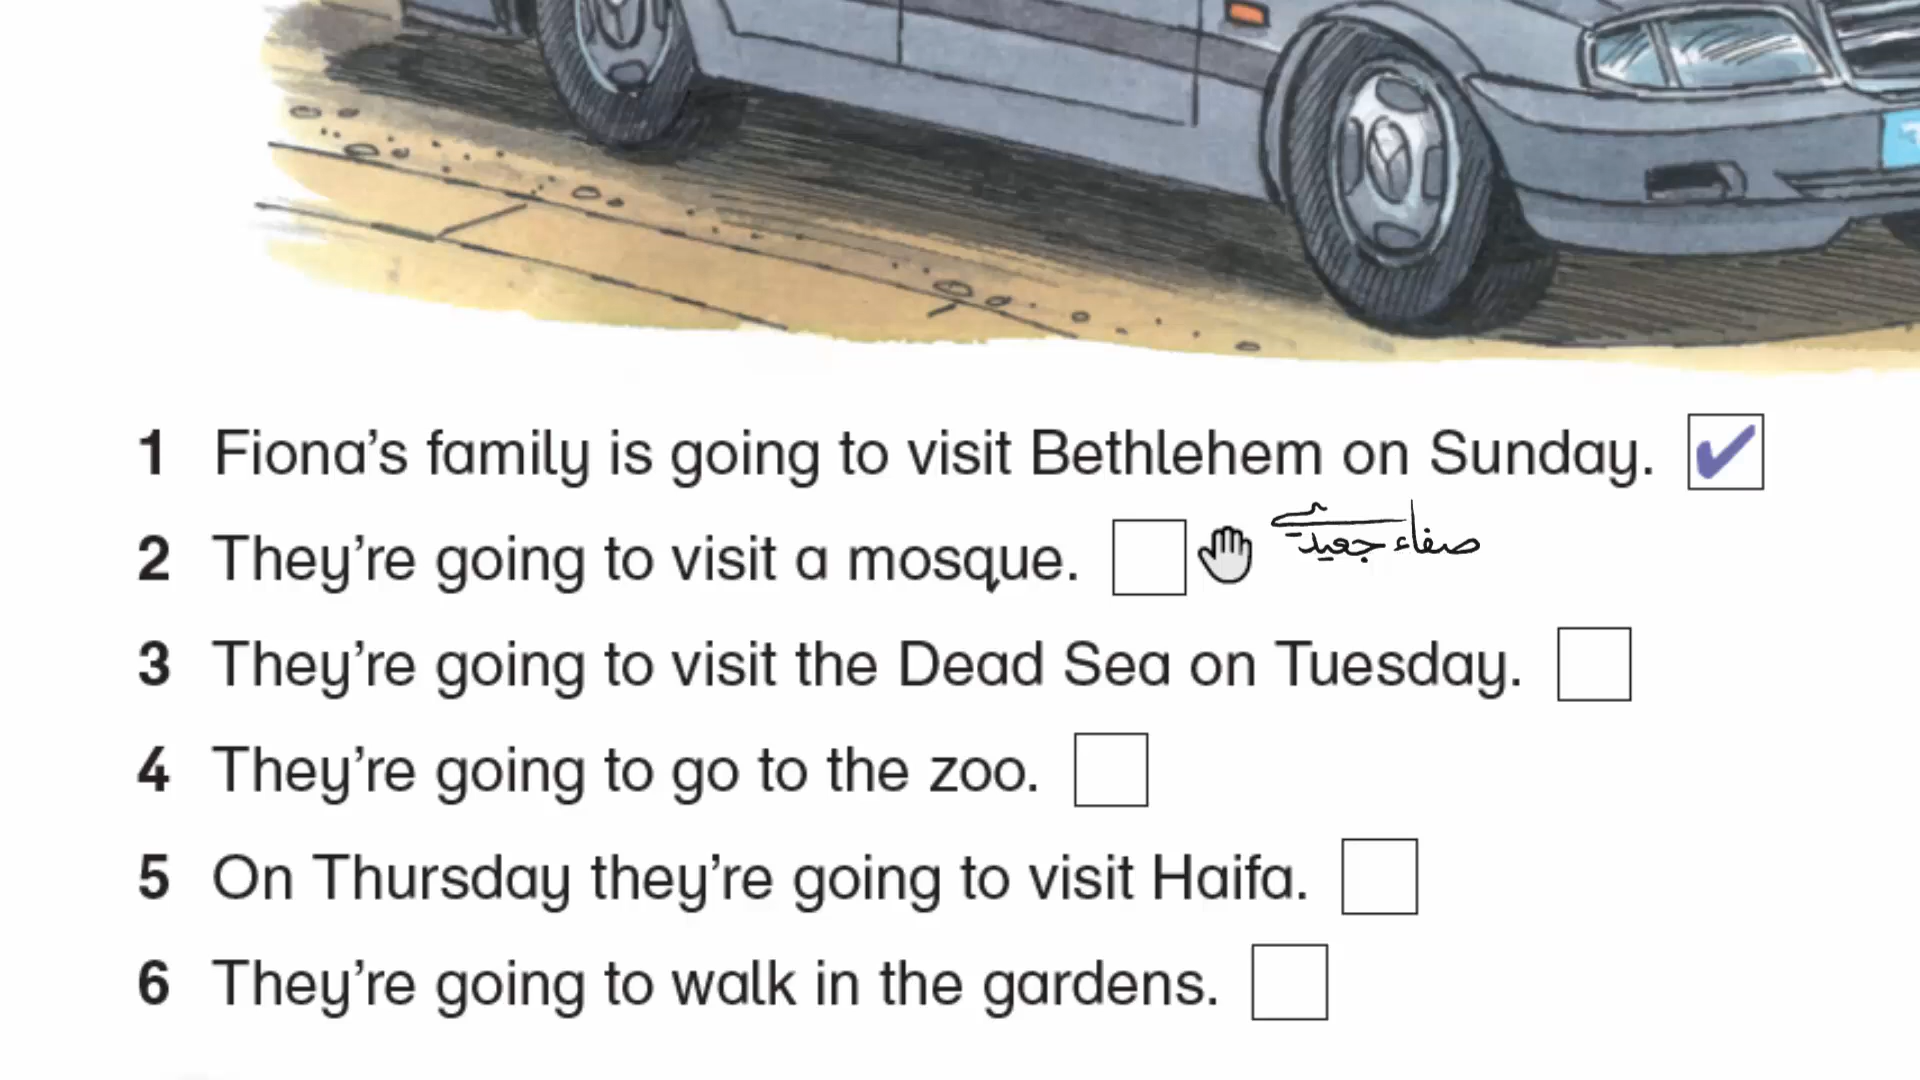 1 Fiona's family is going to visit Bethlehem on Sunday.
2 They're going to visit a mosque.
صفاء جعيدي
3 They're going to visit the Dead Sea on Tuesday.
4 They're going to go to the zoo.
5 On Thursday they're going to visit Haifa.
6 They're going to walk in the gardens.